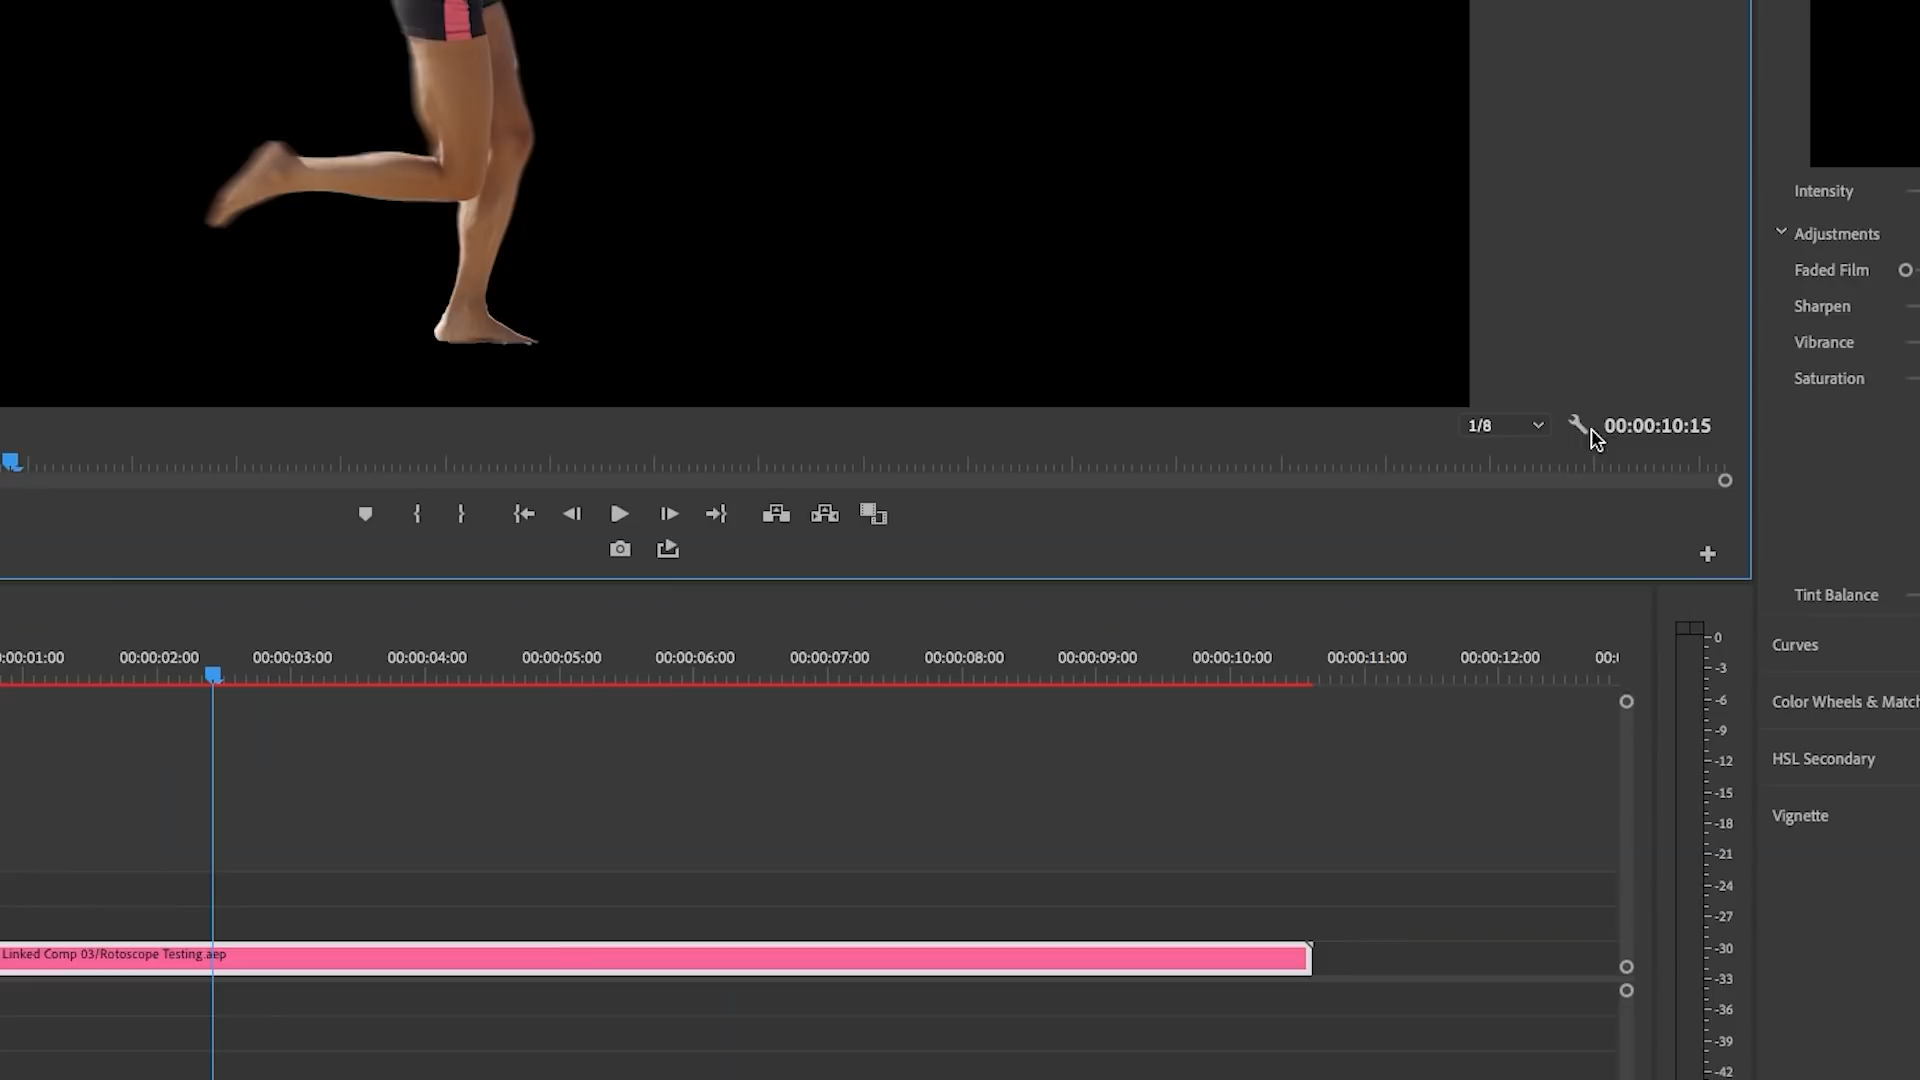 Intensity
Adjustments
Faded Film
Sharpen
Vibrance
Saturation
1/8
00:00:10:15
Tint Balance
:00:01:00 00:00:02:00 00:00:03:00 00:00:04:00 00:00:05:00 00:00:06:00 00:00:07:00 00:00:08:00 00:00:09:00 00:00:10:00 00:00:11:00 00:00:12:00 00:
Curves
Color Wheels & Match
HSL Secondary
Vignette
Linked Comp 03/Rotoscope Testing.aep
0
-3
-6
-9
-12
-15
-18
-21
-24
-27
-30
-33
-36
-39
-42